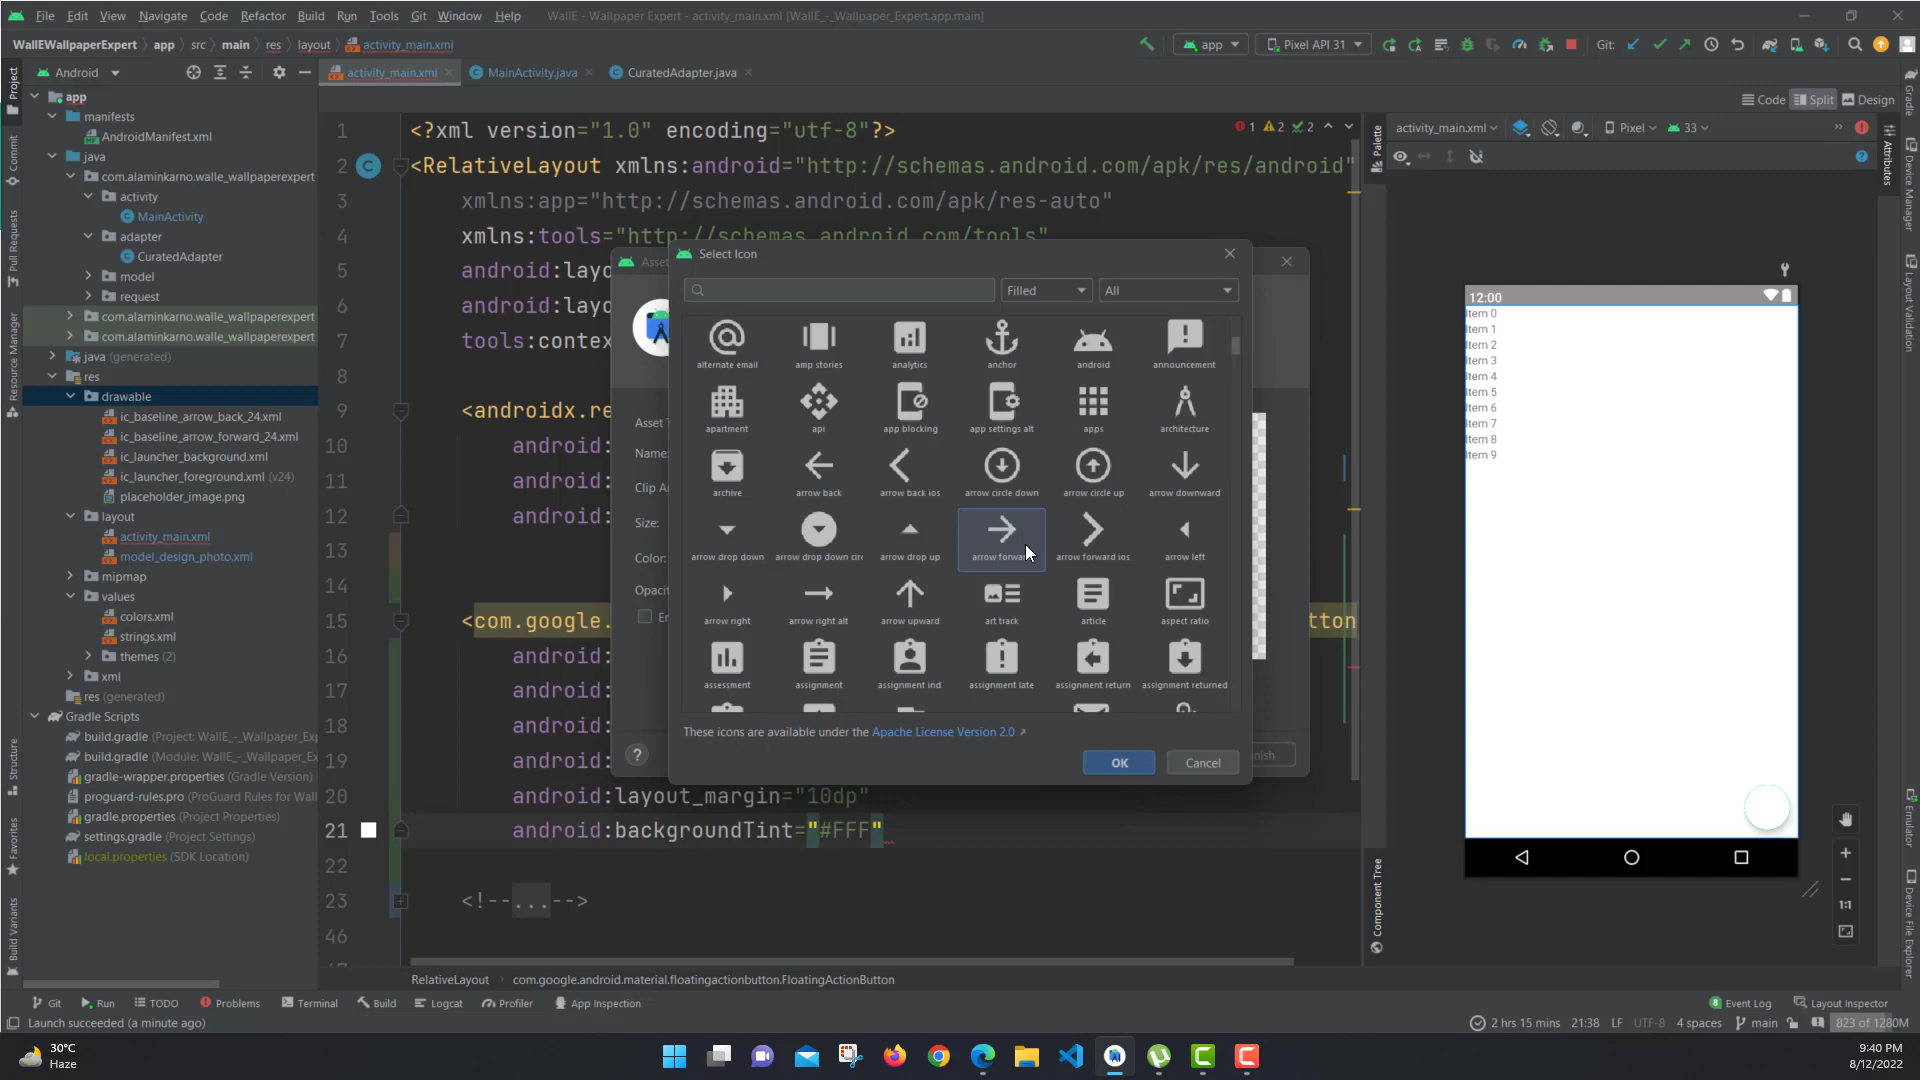 File Edit View Navigate Code Refactor Build Run Tools Git Window Help WallE - Wallpaper Expert - activity_main.xml [WallE_-_Wallpaper_Expert.app.main]
WallEWallpaperExpert app src main res layout activity_main.xml app Pixel API 31 Git:
Android activity_main.xml MainActivity.java CuratedAdapter.java
Code Split Design
Project
Commit
Pull Requests
Resource Manager
Structure
Favorites
Build Variants
app
manifests
AndroidManifest.xml
java
com.alaminkarno.walle_wallpaperexpert
activity
MainActivity
adapter
CuratedAdapter
model
request
com.alaminkarno.walle_wallpaperexpert
com.alaminkarno.walle_wallpaperexpert
java (generated)
res
drawable
ic_baseline_arrow_back_24.xml
ic_baseline_arrow_forward_24.xml
ic_launcher_background.xml
ic_launcher_foreground.xml (v24)
placeholder_image.png
layout
activity_main.xml
model_design_photo.xml
mipmap
values
colors.xml
strings.xml
themes (2)
xml
res (generated)
Gradle Scripts
build.gradle (Project: WallE_-_Wallpaper_Exp
build.gradle (Module: WallE_-_Wallpaper_Exp
gradle-wrapper.properties (Gradle Version)
proguard-rules.pro (ProGuard Rules for Wall
gradle.properties (Project Properties)
settings.gradle (Project Settings)
local.properties (SDK Location)
1 <?xml version="1.0" encoding="utf-8"?> 1 2 2
2 <RelativeLayout xmlns:android="http://schemas.android.com/apk/res/android"
3 xmlns:app="http://schemas.android.com/apk/res-auto"
4 xmlns:tools="http://schemas.android.com/tools"
5 android:layo
6 android:layo
7 tools:contex
8
9 <androidx.re
10 android:
11 android:
12 android:
13
14
15 <com.google. tton
16 android:
17 android:
18 android:
19 android:
20 android:layout_margin="10dp"
21 android:backgroundTint="#FFF"
22
23 <!--...-->
46
Asset
Name:
Size:
Color:
?
Select Icon
Filled All
alternate email amp stories analytics anchor android announcement
apartment api app blocking app settings alt apps architecture
archive arrow back arrow back ios arrow circle down arrow circle up arrow downward
arrow drop down arrow drop down circ arrow drop up arrow forwa arrow forward ios arrow left
arrow right arrow right alt arrow upward art track article aspect ratio
assessment assignment assignment ind assignment late assignment return assignment returned
These icons are available under the Apache License Version 2.0
OK Cancel
Palette
Component Tree
activity_main.xml Pixel 33
12:00
Item 0
Item 1
Item 2
Item 3
Item 4
Item 5
Item 6
Item 7
Item 8
Item 9
1:1
Attributes
Gradle
Device Manager
Layout Validation
Emulator
Device File Explorer
RelativeLayout com.google.android.material.floatingactionbutton.FloatingActionButton
Git Run TODO Problems Terminal Build Logcat Profiler App Inspection 8 Event Log Layout Inspector
Launch succeeded (a minute ago) 2 hrs 15 mins 21:38 LF UTF-8 4 spaces main 823 of 1280M
30°C
Haze
9:40 PM
8/12/2022